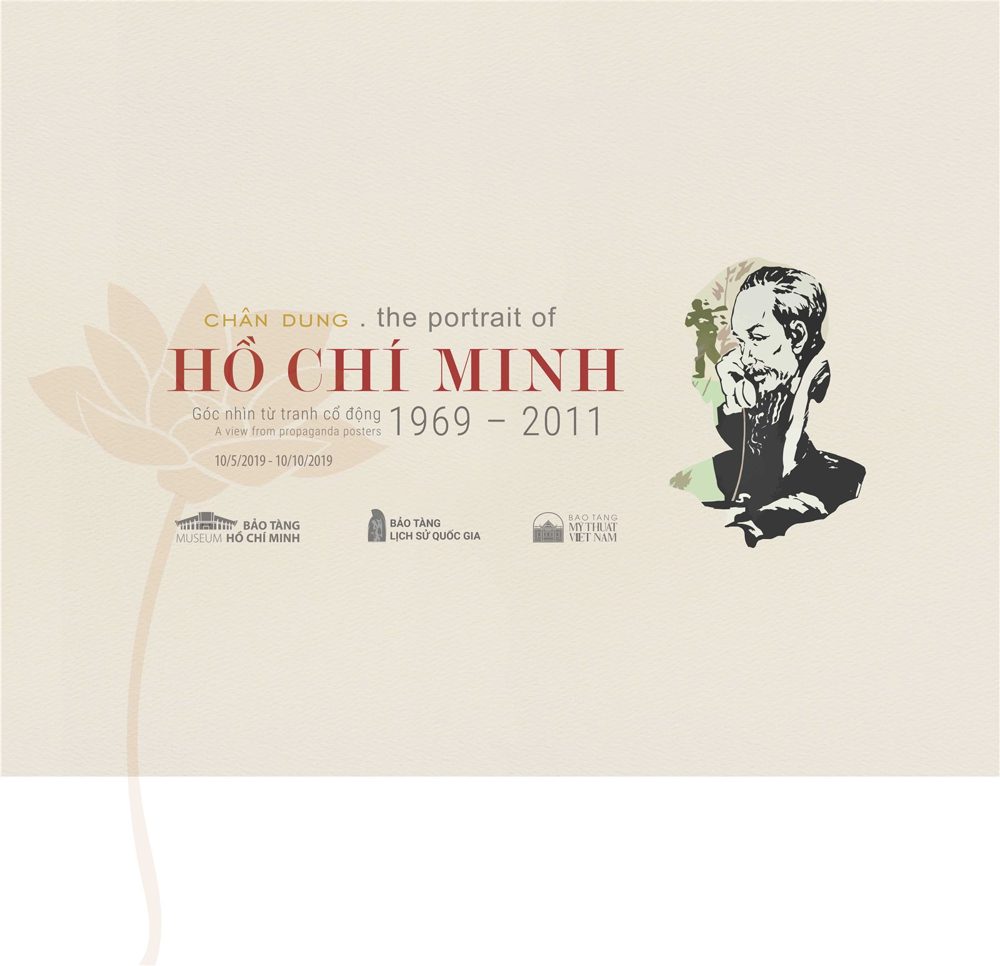 CHÂN DUNG . the portrait of
HỒ CHÍ MINH
Góc nhìn từ tranh cổ động
A view from propaganda posters
1969 – 2011
10/5/2019 - 10/10/2019
BẢO TÀNG
MUSEUM HỒ CHÍ MINH
BẢO TÀNG
LỊCH SỬ QUỐC GIA
BẢO TÀNG
MỸ THUẬT
VIỆT NAM